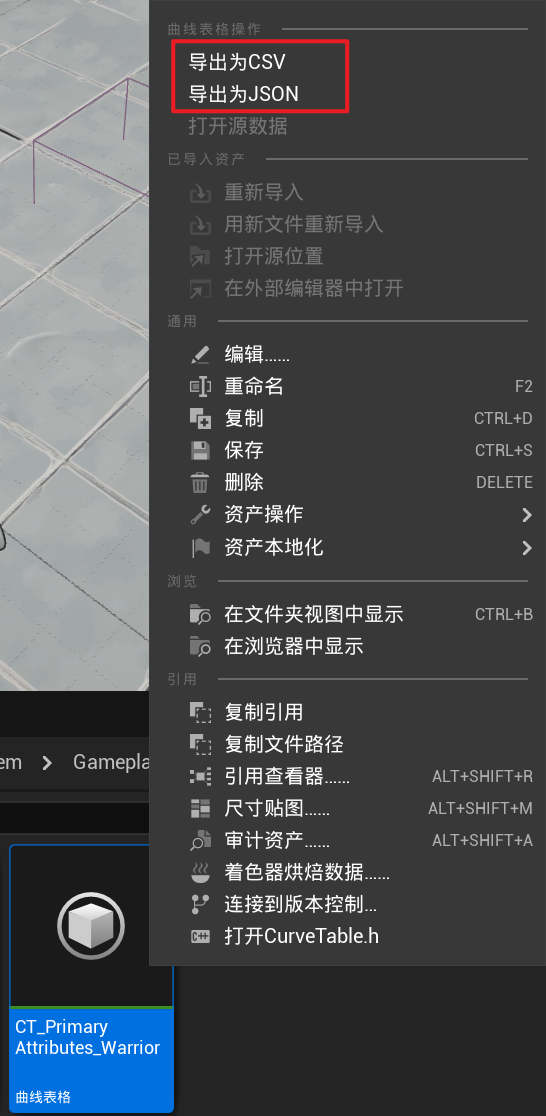 曲线表格操作
导出为CSV
导出为JSON
打开源数据
已导入资产
重新导入
用新文件重新导入
打开源位置
在外部编辑器中打开
通用
编辑......
重命名 F2
复制 CTRL+D
保存 CTRL+S
删除 DELETE
资产操作
资产本地化
浏览
在文件夹视图中显示 CTRL+B
在浏览器中显示
引用
复制引用
复制文件路径
引用查看器...... ALT+SHIFT+R
尺寸贴图...... ALT+SHIFT+M
审计资产...... ALT+SHIFT+A
着色器烘焙数据......
连接到版本控制...
C++ 打开CurveTable.h
em > Gamepla
CT_Primary
Attributes_Warrior
曲线表格